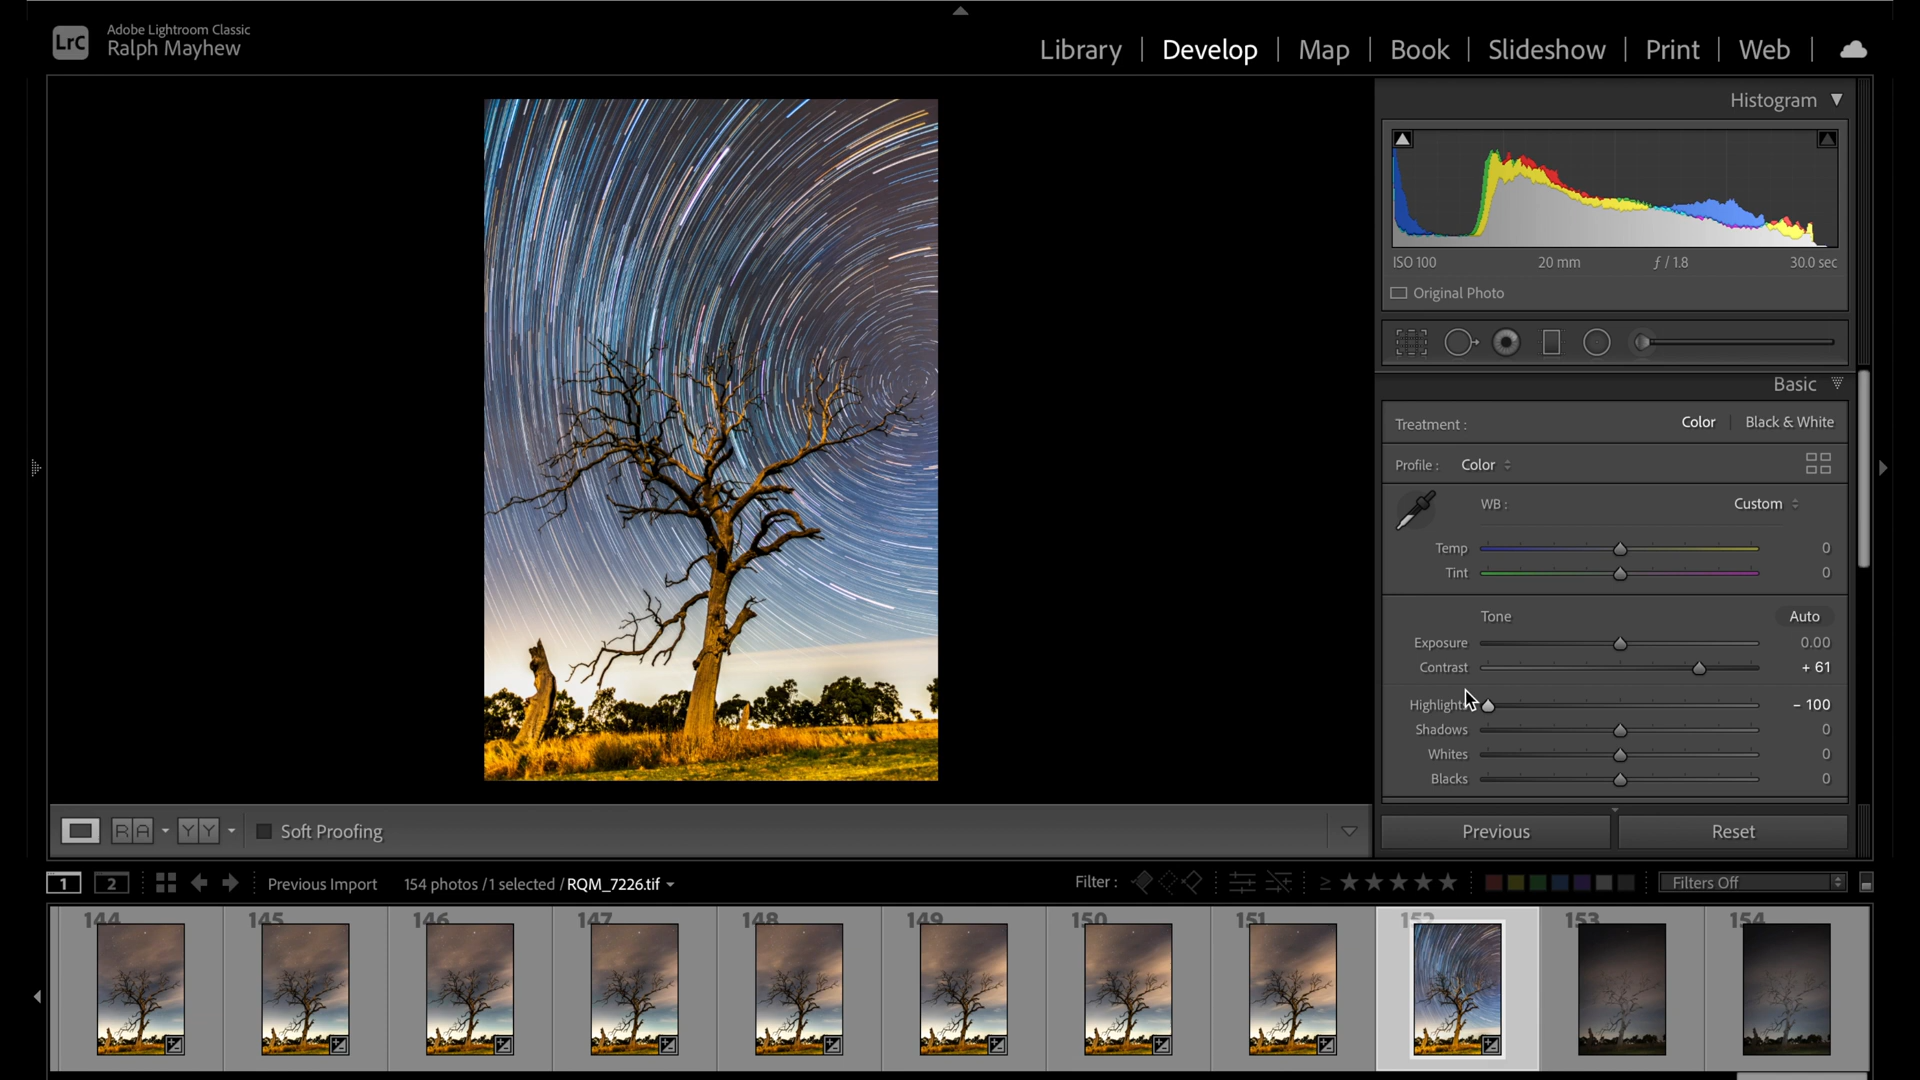 LrC
Adobe Lightroom Classic
Ralph Mayhew
Library | Develop | Map | Book | Slideshow | Print | Web |
Histogram
ISO 100 20 mm ƒ / 1.8 30.0 sec
Original Photo
Basic
Treatment : Color | Black & White
Profile : Color
WB : Custom
Temp 0
Tint 0
Tone Auto
Exposure 0.00
Contrast + 61
Highlights − 100
Shadows 0
Whites 0
Blacks 0
R A Y Y Soft Proofing
Previous Reset
1 2 Previous Import 154 photos / 1 selected / RQM_7226.tif Filter : ≥ ★ ★ ★ ★ ★ Filters Off
144 145 146 147 148 149 150 151 152 153 154